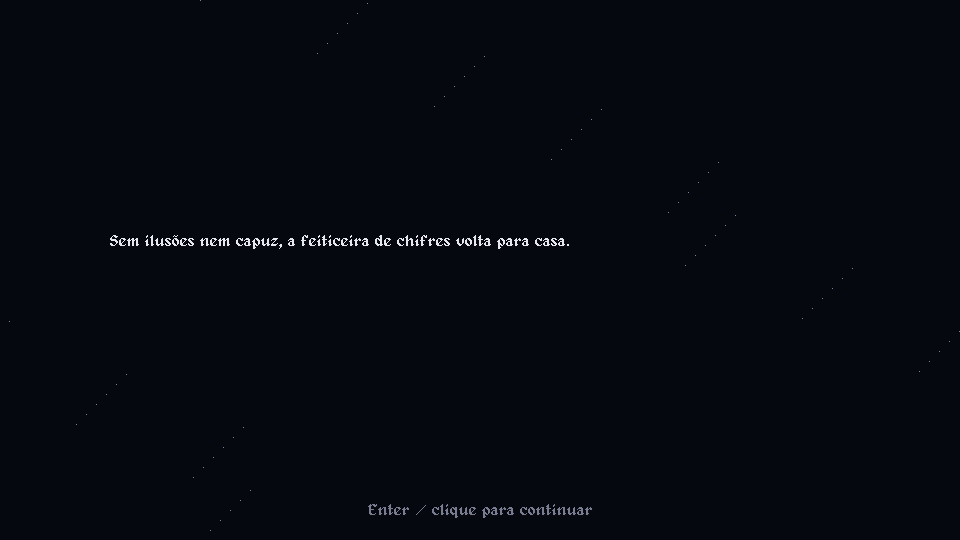 Sem ilusões nem capuz, a feiticeira de chifres volta para casa.
Enter / clique para continuar